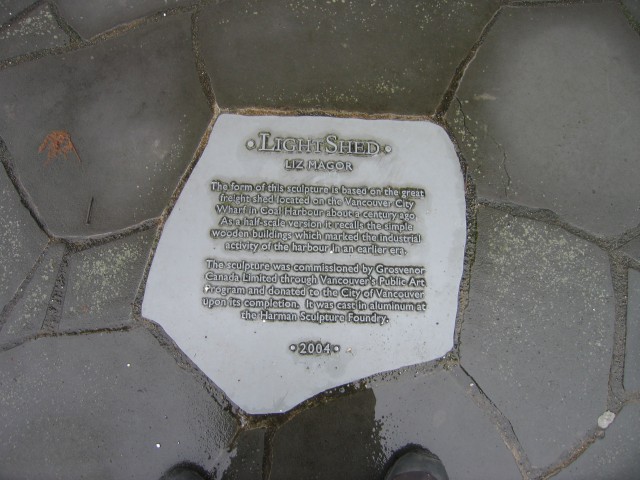 • LIGHT SHED •
LIZ MAGOR
The form of this sculpture is based on the great
freight shed located on the Vancouver City
Wharf in Coal Harbour about a century ago.
As a half-scale version it recalls the simple
wooden buildings which marked the industrial
activity of the harbour in an earlier era.
The sculpture was commissioned by Grosvenor
Canada Limited through Vancouver's Public Art
Program and donated to the City of Vancouver
upon its completion. It was cast in aluminum at
the Harman Sculpture Foundry.
• 2004 •